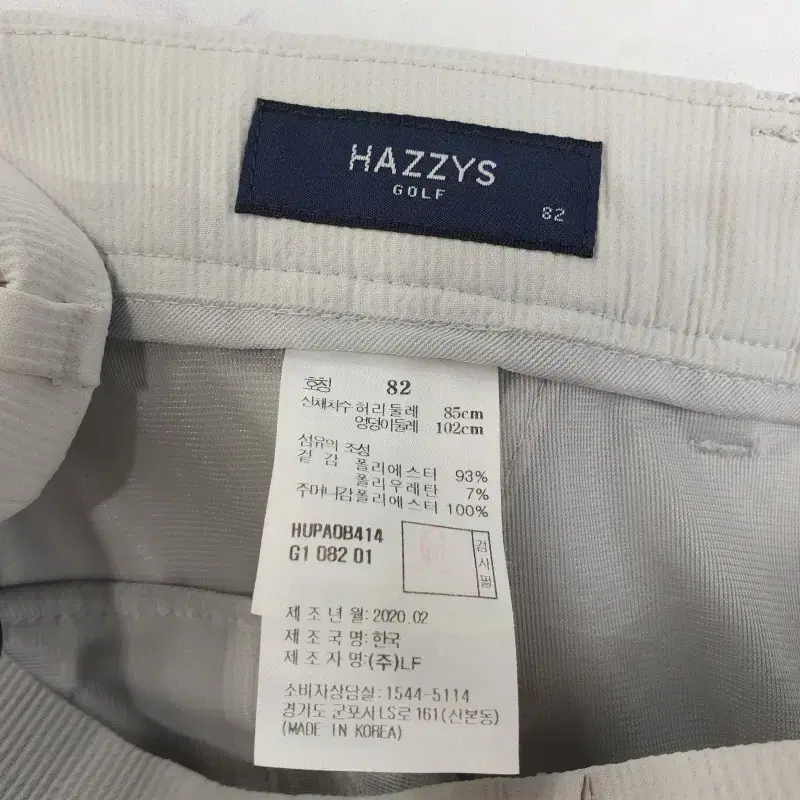 HAZZYS
GOLF
82
호칭 82
신체치수 허리둘레 85cm
엉덩이둘레 102cm
섬유의 조성
겉 감 폴리에스터 93%
폴리우레탄 7%
주머니감 폴리에스터 100%
HUPA0B414
G1 082 01
검사필
제 조 년 월: 2020.02
제 조 국 명: 한국
제 조 자 명: (주)LF
소비자상담실: 1544-5114
경기도 군포시 LS로 161(산본동)
(MADE IN KOREA)